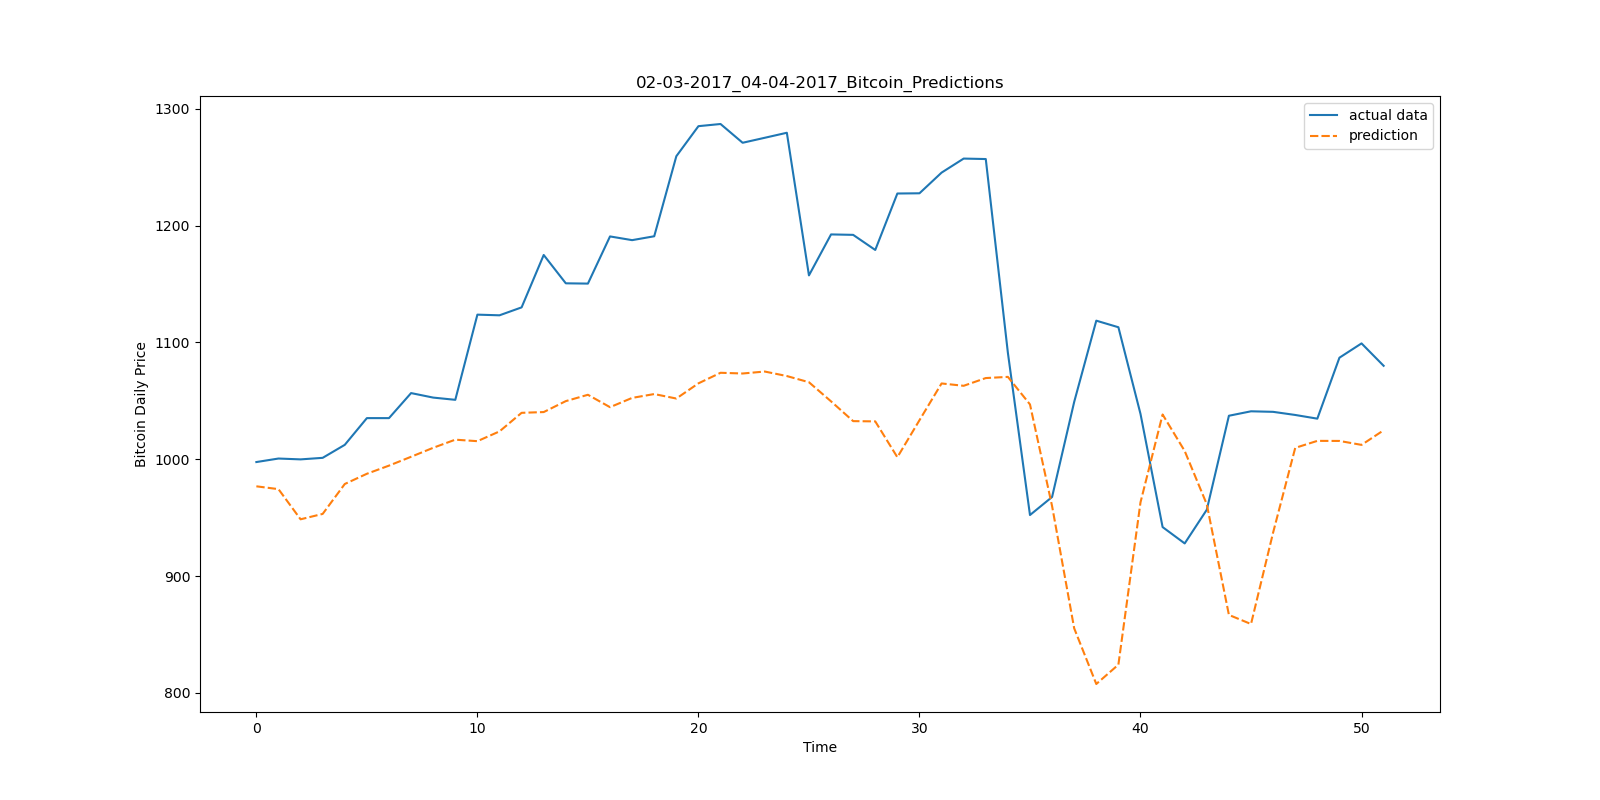 02-03-2017_04-04-2017_Bitcoin_Predictions
actual data
prediction
Bitcoin Daily Price
1300
1200
1100
1000
900
800
0 10 20 30 40 50
Time